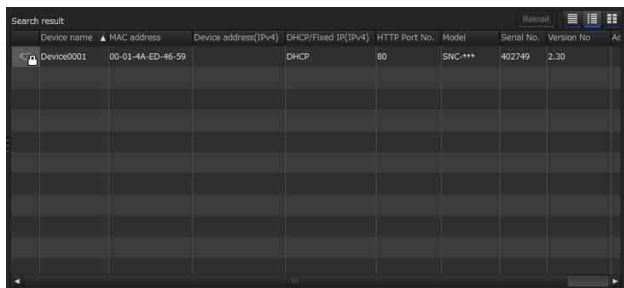 Search result
Reload
Device name ▲ MAC address Device address(IPv4) DHCP/Fixed IP(IPv4) HTTP Port No. Model Serial No. Version No Ac
Device0001 00-01-4A-ED-46-59 DHCP 80 SNC-*** 402749 2.30